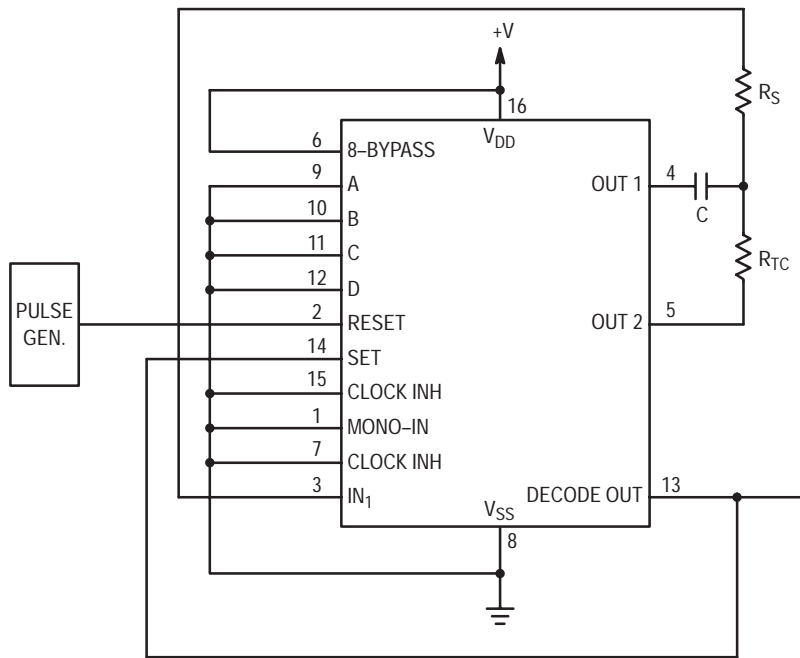 +V
16
V_DD
R_S
6
8–BYPASS
9
A
OUT 1
4
C
10
B
11
C
R_TC
12
D
PULSE
GEN.
2
RESET
OUT 2
5
14
SET
15
CLOCK INH
1
MONO–IN
7
CLOCK INH
3
IN_1
DECODE OUT
13
V_SS
8